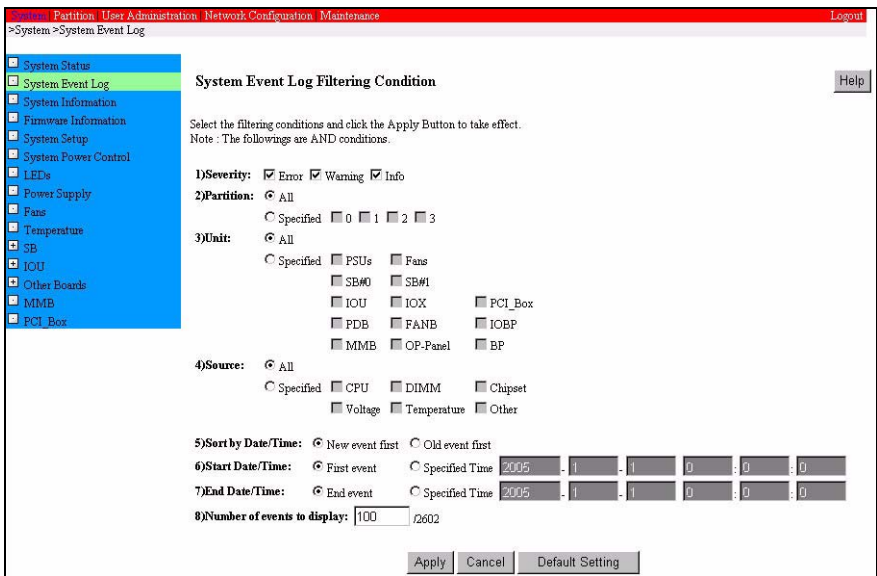 System| Partition| User Administration| Network Configuration| Maintenance Logout
>System >System Event Log
System Status
System Event Log
System Information
Firmware Information
System Setup
System Power Control
LEDs
Power Supply
Fans
Temperature
SB
IOU
Other Boards
MMB
PCI_Box
System Event Log Filtering Condition
Help
Select the filtering conditions and click the Apply Button to take effect.
Note : The followings are AND conditions.
1)Severity: Error Warning Info
2)Partition: All
Specified 0 1 2 3
3)Unit: All
Specified PSUs Fans
SB#0 SB#1
IOU IOX PCI_Box
PDB FANB IOBP
MMB OP-Panel BP
4)Source: All
Specified CPU DIMM Chipset
Voltage Temperature Other
5)Sort by Date/Time: New event first Old event first
6)Start Date/Time: First event Specified Time 2005 - 1 - 1 0 : 0 : 0
7)End Date/Time: End event Specified Time 2005 - 1 - 1 0 : 0 : 0
8)Number of events to display: 100 /2602
Apply Cancel Default Setting